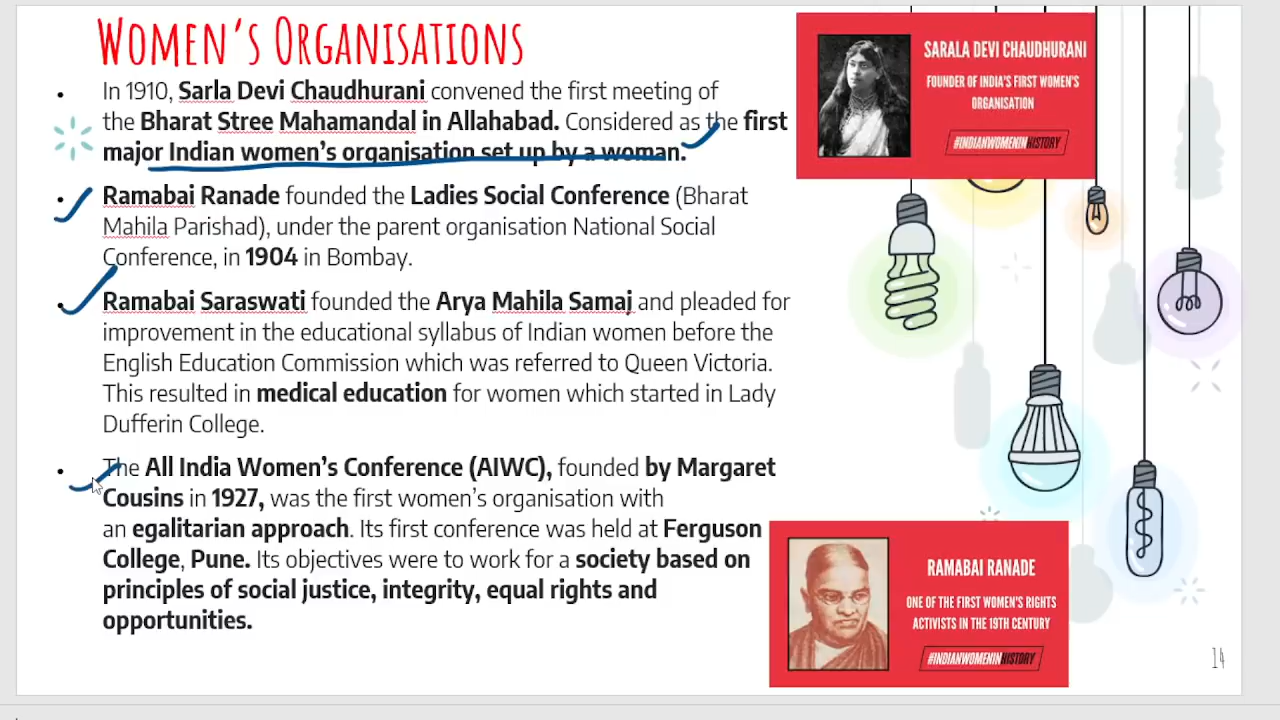 WOMEN'S ORGANISATIONS
• In 1910, Sarla Devi Chaudhurani convened the first meeting of
the Bharat Stree Mahamandal in Allahabad. Considered as the first
major Indian women's organisation set up by a woman.
• Ramabai Ranade founded the Ladies Social Conference (Bharat
Mahila Parishad), under the parent organisation National Social
Conference, in 1904 in Bombay.
• Ramabai Saraswati founded the Arya Mahila Samaj and pleaded for
improvement in the educational syllabus of Indian women before the
English Education Commission which was referred to Queen Victoria.
This resulted in medical education for women which started in Lady
Dufferin College.
• The All India Women's Conference (AIWC), founded by Margaret
Cousins in 1927, was the first women's organisation with
an egalitarian approach. Its first conference was held at Ferguson
College, Pune. Its objectives were to work for a society based on
principles of social justice, integrity, equal rights and
opportunities.
SARALA DEVI CHAUDHURANI
FOUNDER OF INDIA'S FIRST WOMEN'S
ORGANISATION
#INDIANWOMENINHISTORY
RAMABAI RANADE
ONE OF THE FIRST WOMEN'S RIGHTS
ACTIVISTS IN THE 19TH CENTURY
#INDIANWOMENINHISTORY
14